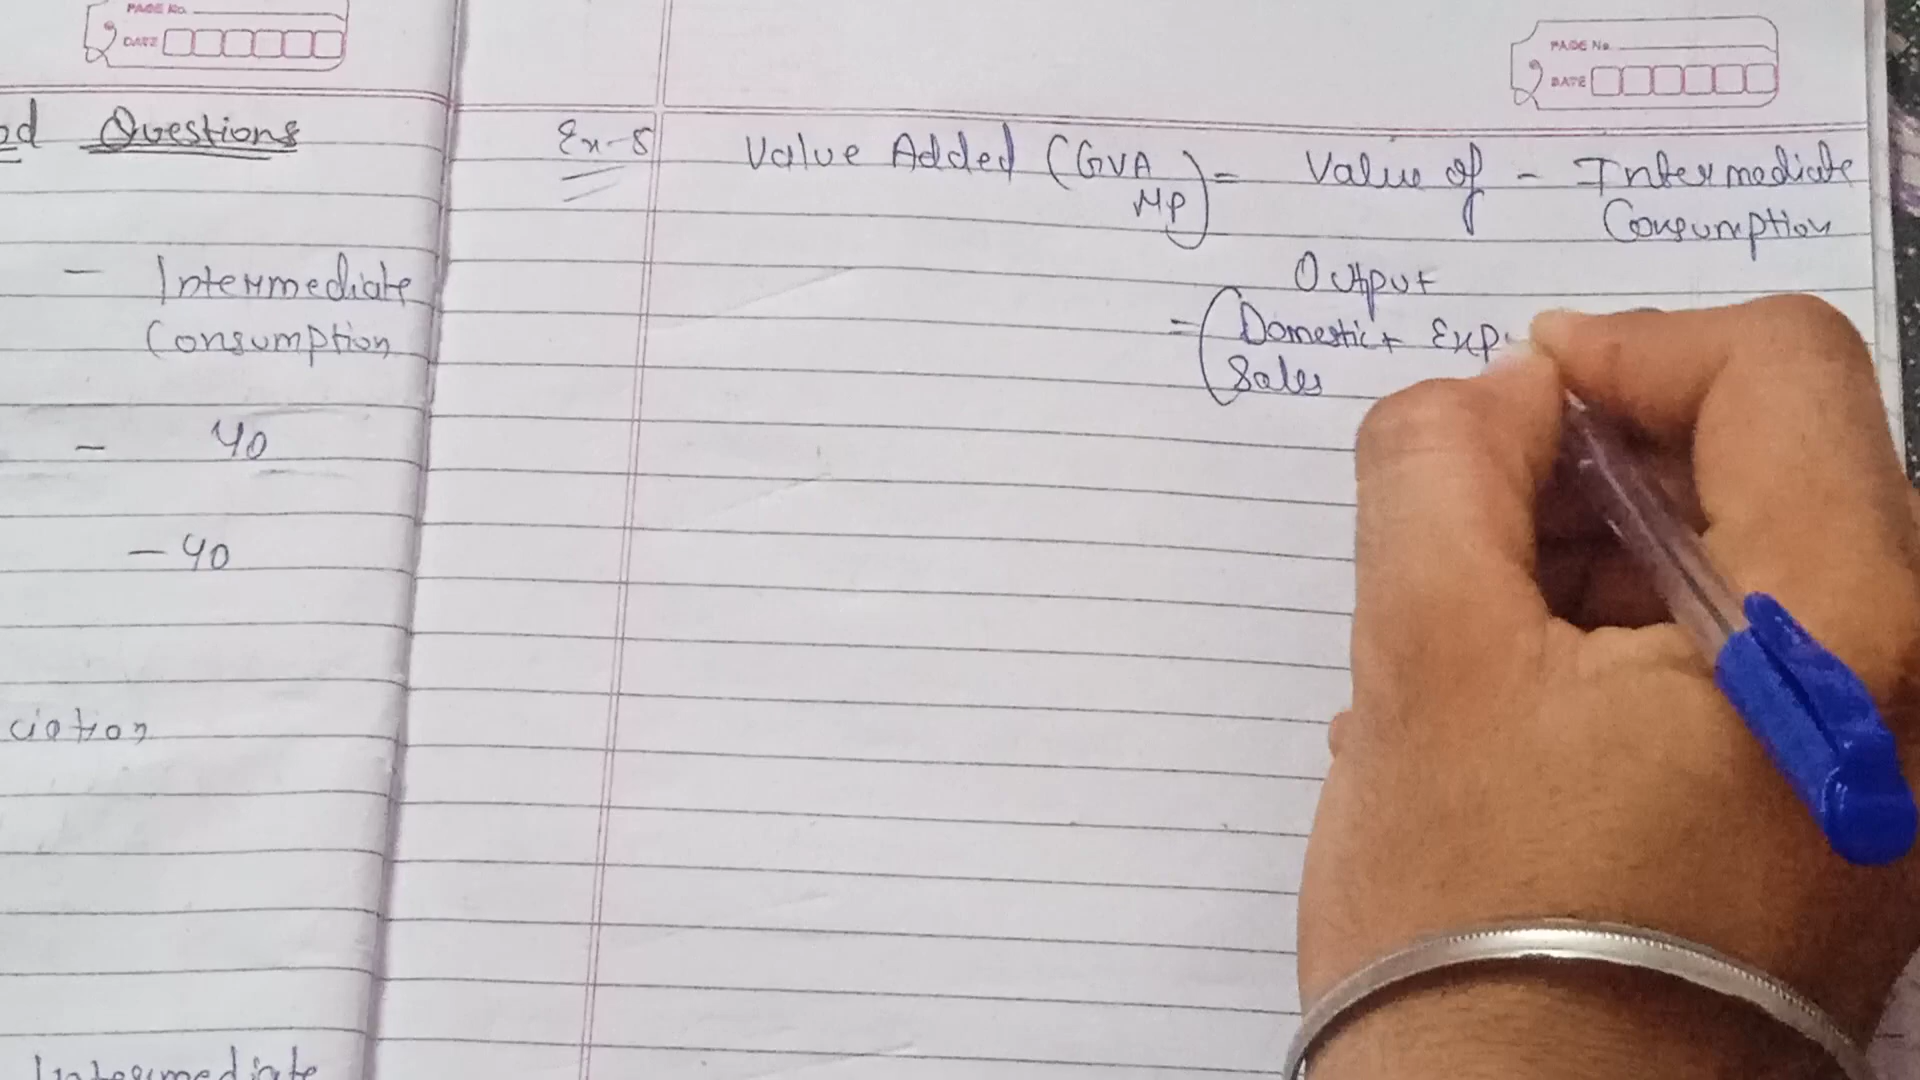 PAGE No.
DATE
Questions
- Intermediate
Consumption
- 40
- 40
Intermediate
PAGE No.
DATE
Ex-5 Value Added (GVA MP) = Value of - Intermediate
Output Consumption
= (Domestic + Exp
Sales